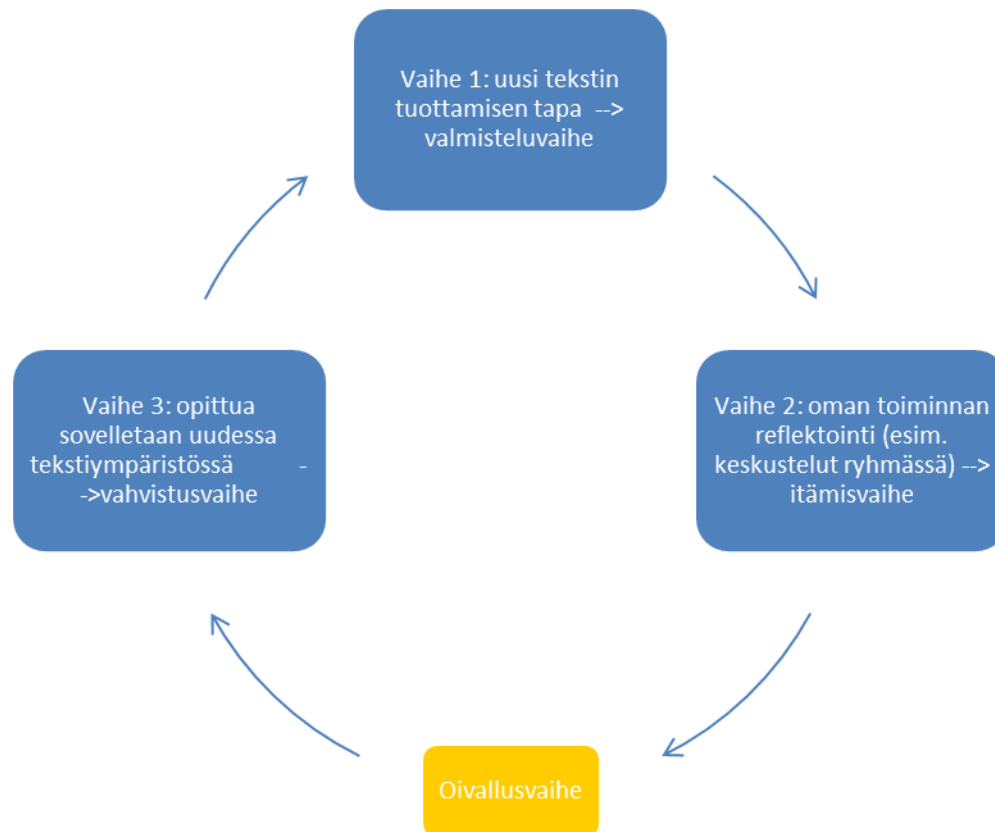 Vaihe 1: uusi tekstin
tuottamisen tapa -->
valmisteluvaihe
Vaihe 2: oman toiminnan
reflektointi (esim.
keskustelut ryhmässä) -->
itämisvaihe
Oivallusvaihe
Vaihe 3: opittua
sovelletaan uudessa
tekstiympäristössä -
->vahvistusvaihe